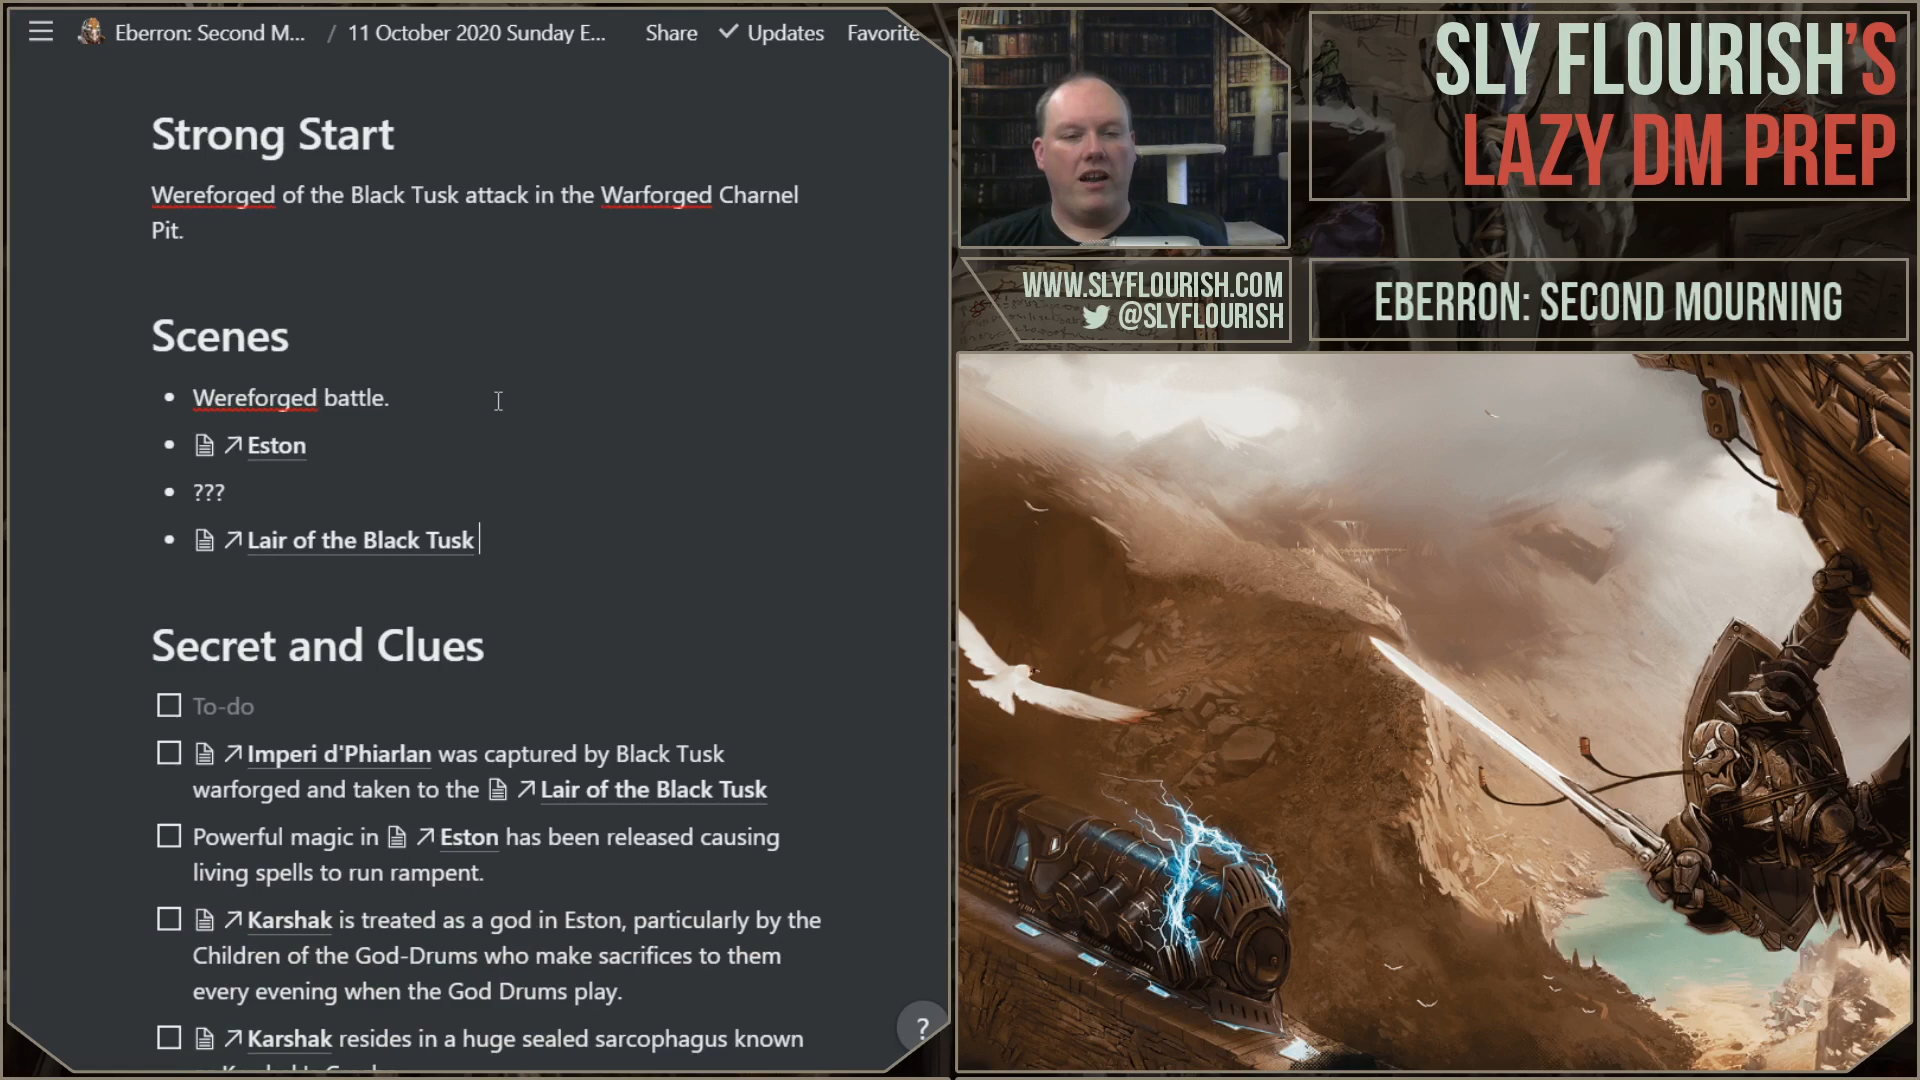 Eberron: Second M... / 11 October 2020 Sunday E... Share Updates Favorite
Strong Start
Wereforged of the Black Tusk attack in the Warforged Charnel
Pit.
Scenes
Wereforged battle.
Eston
???
Lair of the Black Tusk
Secret and Clues
To-do
Imperi d'Phiarlan was captured by Black Tusk
warforged and taken to the Lair of the Black Tusk
Powerful magic in Eston has been released causing
living spells to run rampent.
Karshak is treated as a god in Eston, particularly by the
Children of the God-Drums who make sacrifices to them
every evening when the God Drums play.
Karshak resides in a huge sealed sarcophagus known
?
SLY FLOURISH'S
LAZY DM PREP
WWW.SLYFLOURISH.COM
@SLYFLOURISH
EBERRON: SECOND MOURNING